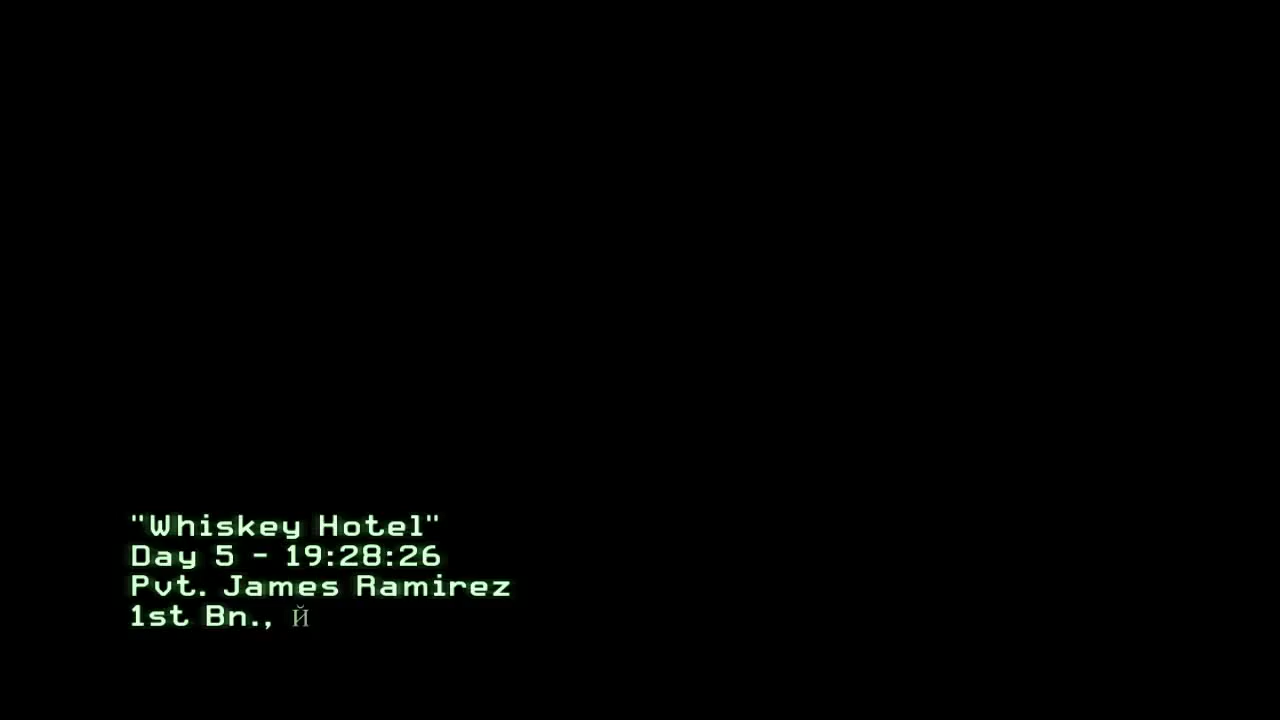 "Whiskey Hotel"
Day 5 - 19:28:26
Pvt. James Ramirez
1st Bn., Й